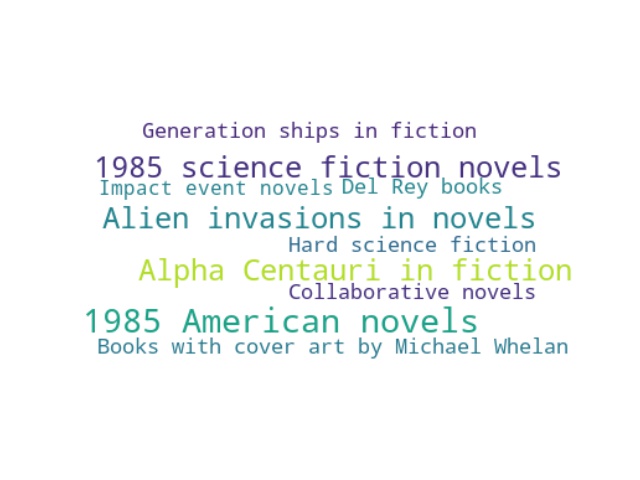 Generation ships in fiction
1985 science fiction novels
Impact event novels Del Rey books
Alien invasions in novels
Hard science fiction
Alpha Centauri in fiction
Collaborative novels
1985 American novels
Books with cover art by Michael Whelan